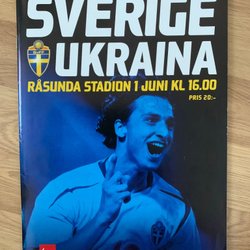 SVERIGE
UKRAINA
RÅSUNDA STADION 1 JUNI KL 16.00
PRIS 20:-